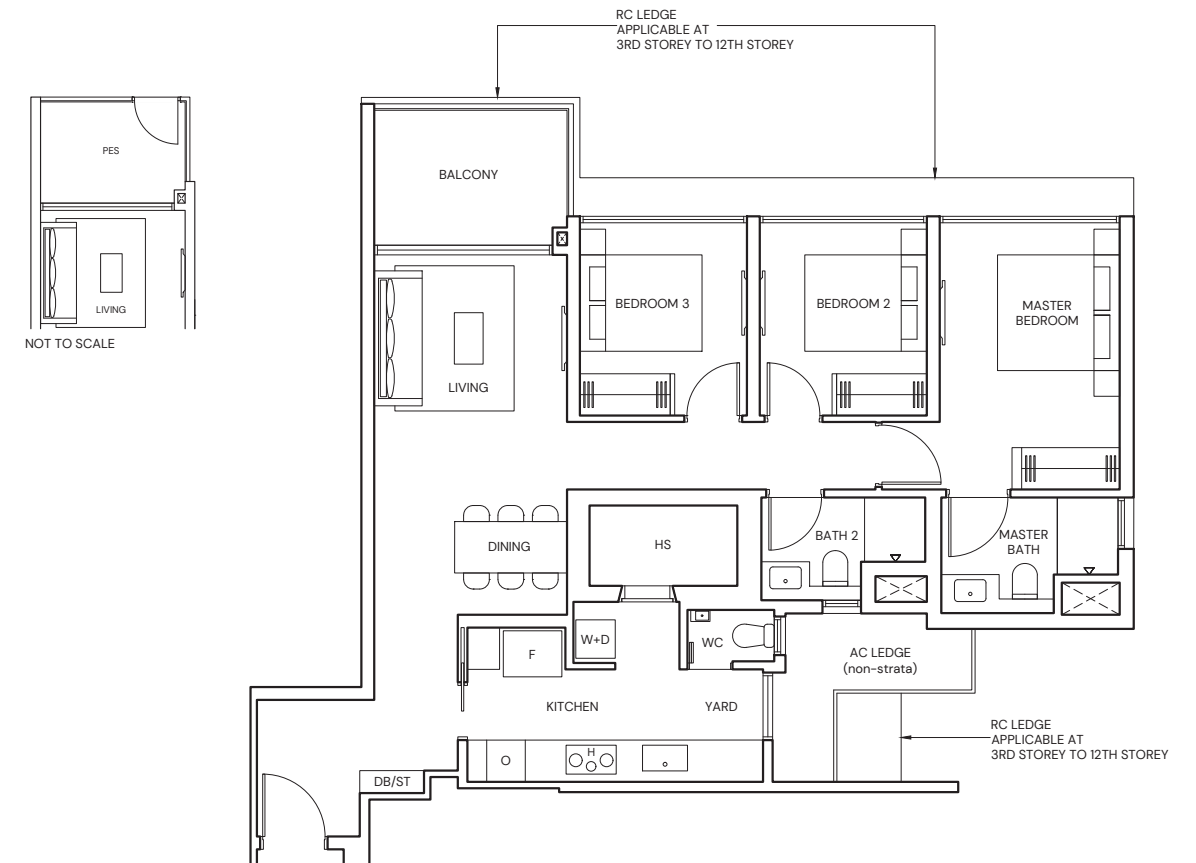 RC LEDGE
APPLICABLE AT
3RD STOREY TO 12TH STOREY
PES
LIVING
NOT TO SCALE
BALCONY
BEDROOM 3
BEDROOM 2
MASTER
BEDROOM
LIVING
DINING
HS
BATH 2
MASTER
BATH
W+D
WC
F
AC LEDGE
(non-strata)
KITCHEN
YARD
RC LEDGE
APPLICABLE AT
3RD STOREY TO 12TH STOREY
H
O
DB/ST